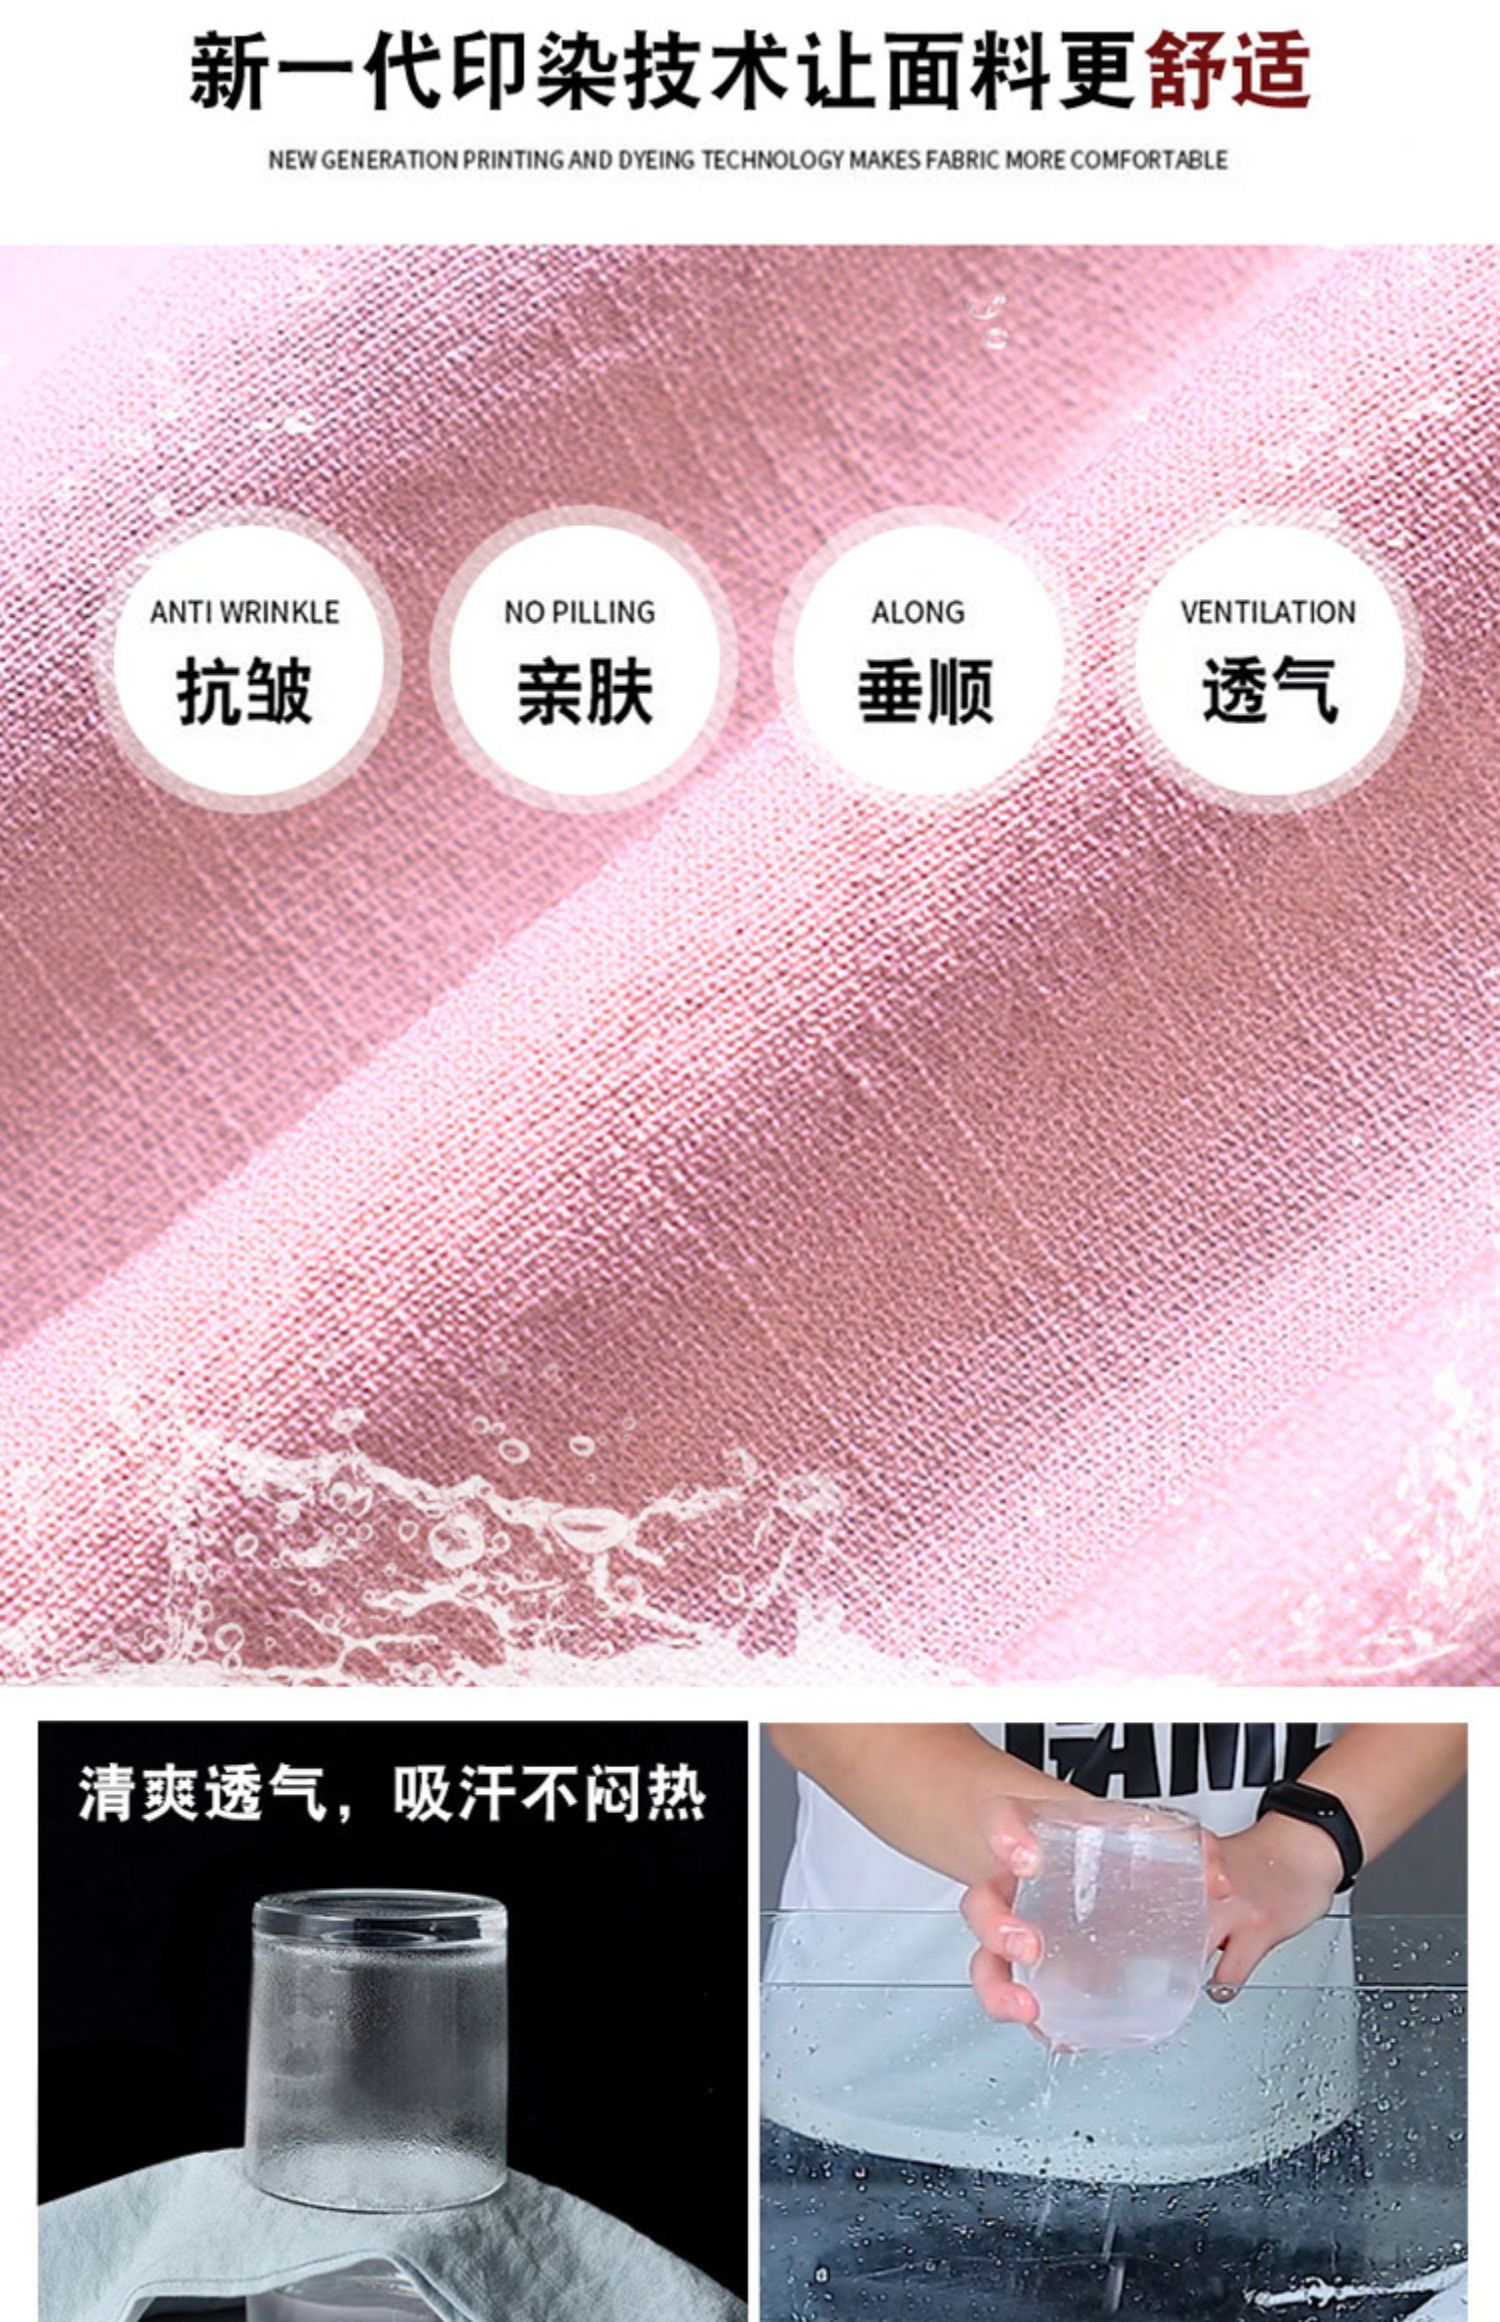 新一代印染技术让面料更舒适
NEW GENERATION PRINTING AND DYEING TECHNOLOGY MAKES FABRIC MORE COMFORTABLE
ANTI WRINKLE
抗皱
NO PILLING
亲肤
ALONG
垂顺
VENTILATION
透气
清爽透气，吸汗不闷热
GAME